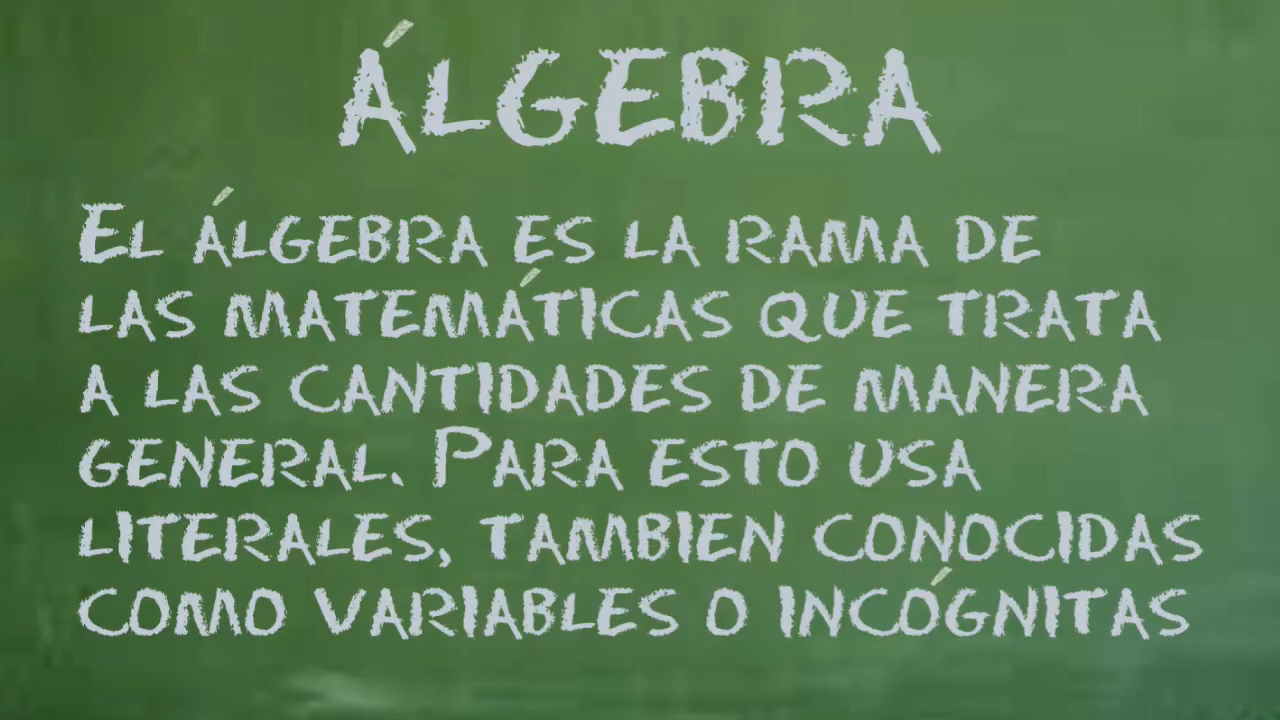 ÁLGEBRA
EL ÁLGEBRA ES LA RAMA DE
LAS MATEMÁTICAS QUE TRATA
A LAS CANTIDADES DE MANERA
GENERAL. PARA ESTO USA
LITERALES, TAMBIEN CONOCIDAS
COMO VARIABLES O INCÓGNITAS